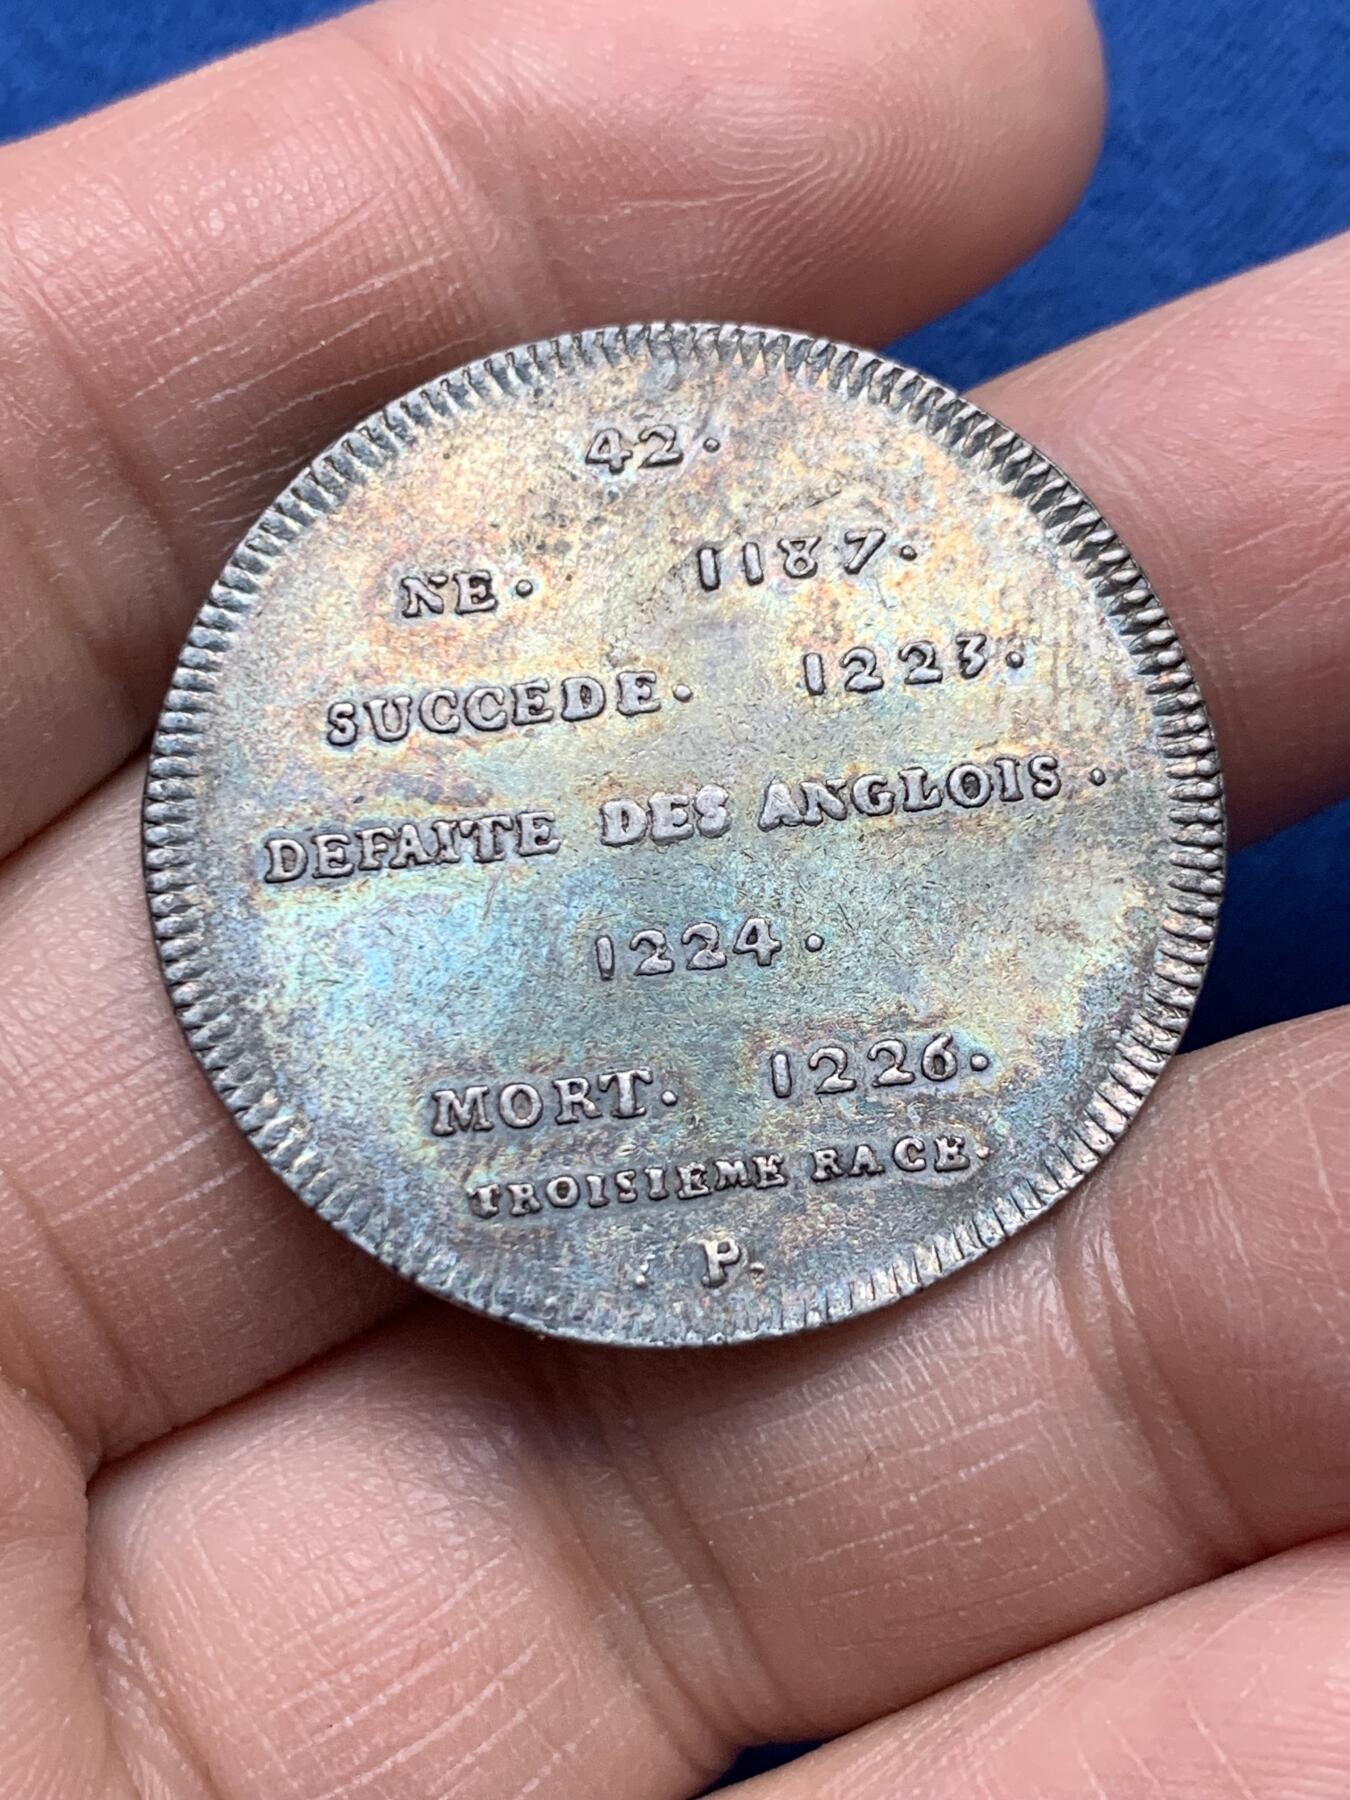 42.
NE. 1187.
SUCCEDE. 1223.
DEFAITE DES ANGLOIS.
1224.
MORT. 1226.
TROISIEME RACE.
P.